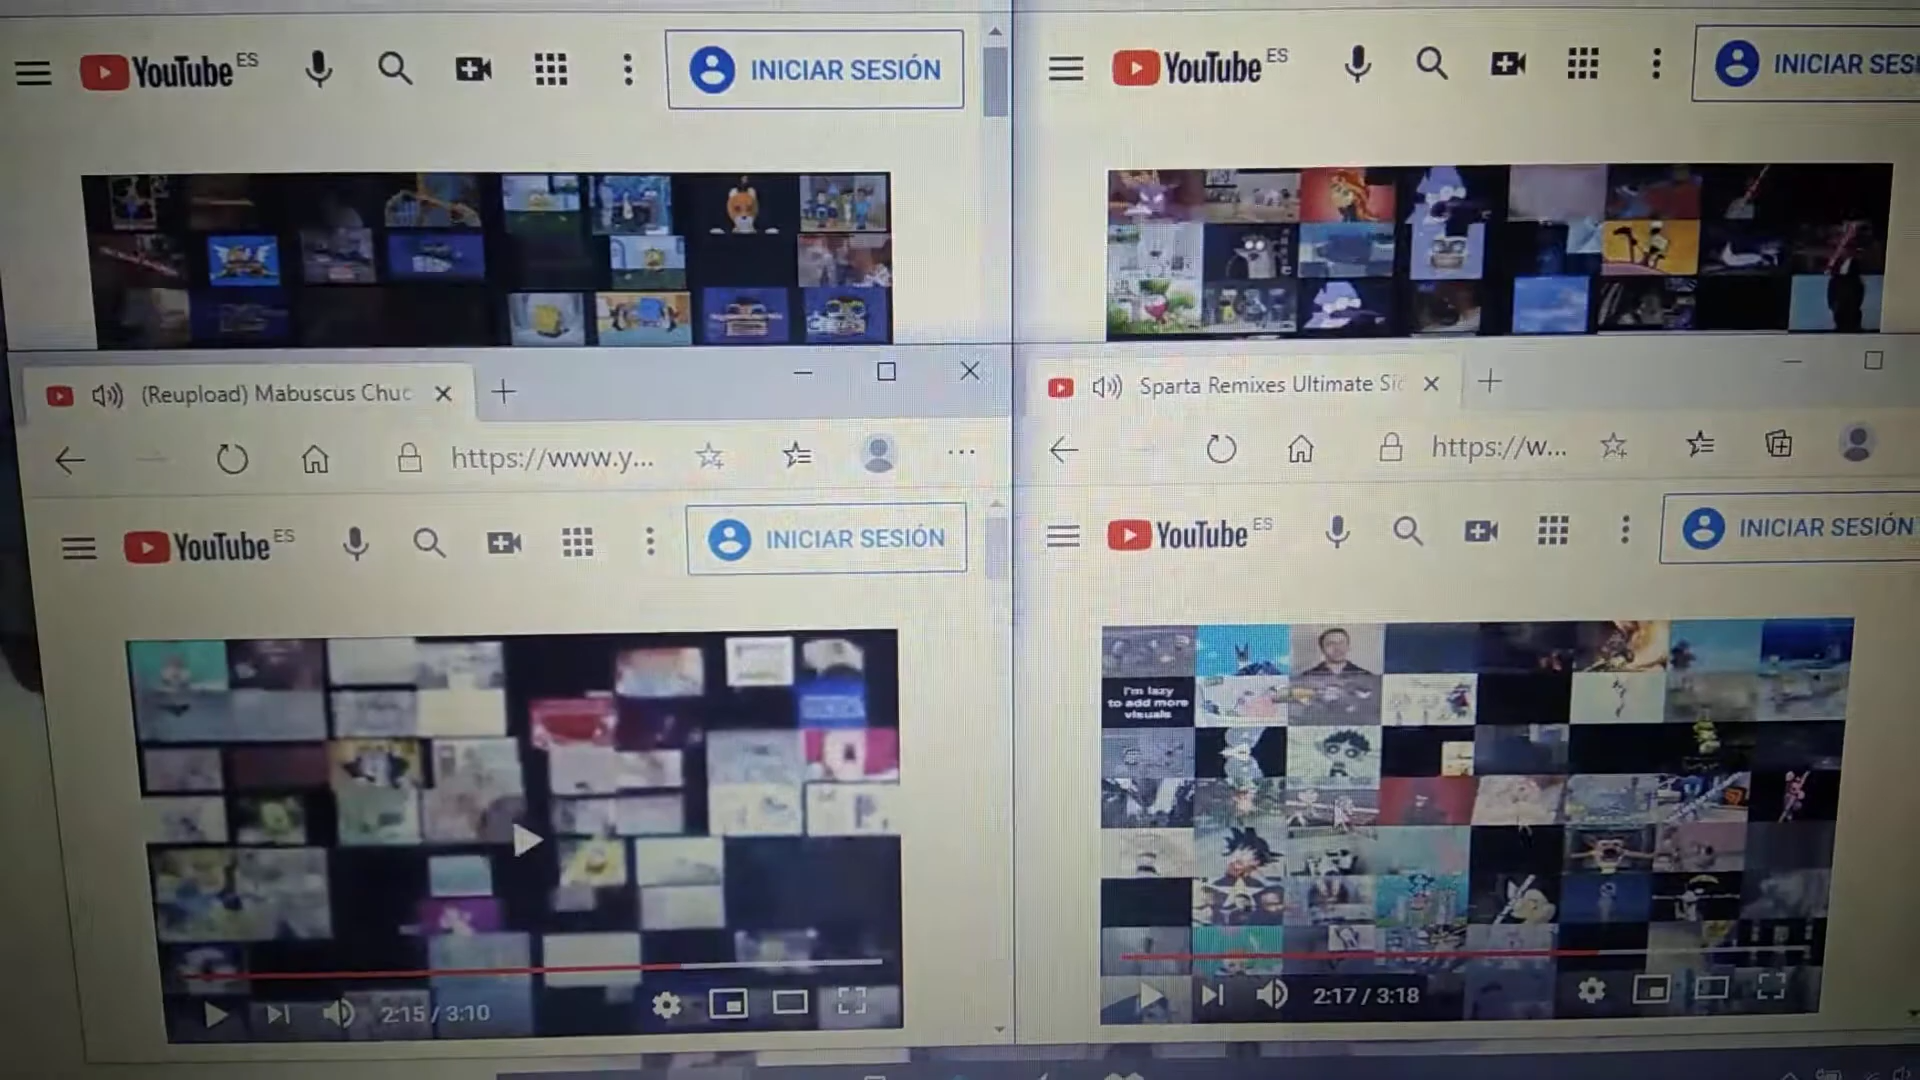 YouTube ES INICIAR SESIÓN
YouTube ES INICIAR SES
(Reupload) Mabuscus Chuc
https://www.y...
YouTube ES INICIAR SESIÓN
2:15 / 3:10
Sparta Remixes Ultimate Sid
https://w...
YouTube ES INICIAR SESIÓN
I'm lazy
to add more
visuals
2:17 / 3:18